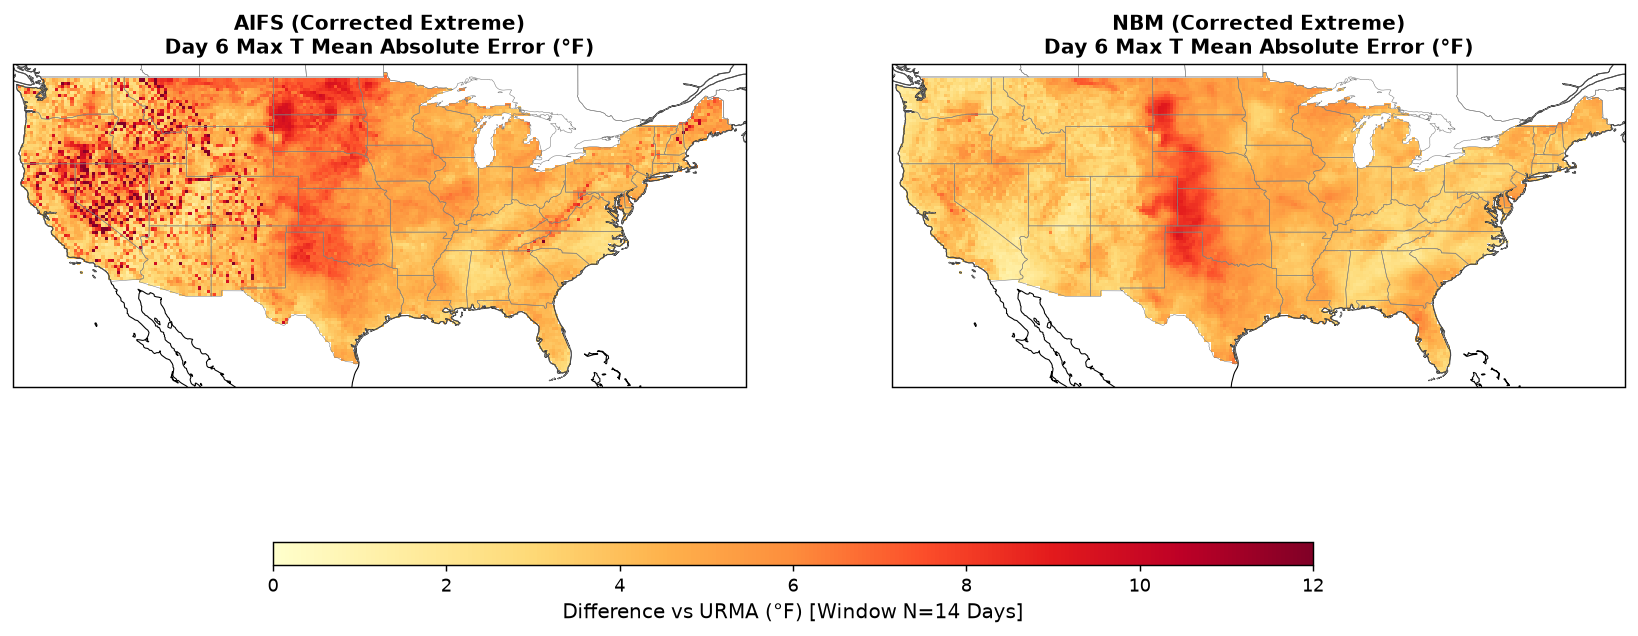 AIFS (Corrected Extreme)
Day 6 Max T Mean Absolute Error (°F)
NBM (Corrected Extreme)
Day 6 Max T Mean Absolute Error (°F)
0 2 4 6 8 10 12
Difference vs URMA (°F) [Window N=14 Days]